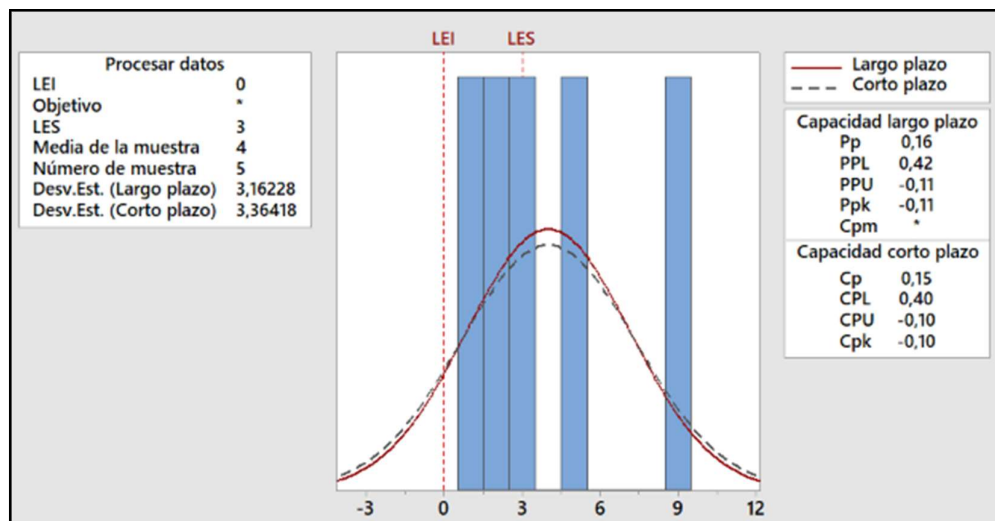 LEI LES
Procesar datos
LEI 0
Objetivo *
LES 3
Media de la muestra 4
Número de muestra 5
Desv.Est. (Largo plazo) 3,16228
Desv.Est. (Corto plazo) 3,36418
Largo plazo
Corto plazo
Capacidad largo plazo
Pp 0,16
PPL 0,42
PPU -0,11
Ppk -0,11
Cpm *
Capacidad corto plazo
Cp 0,15
CPL 0,40
CPU -0,10
Cpk -0,10
-3 0 3 6 9 12